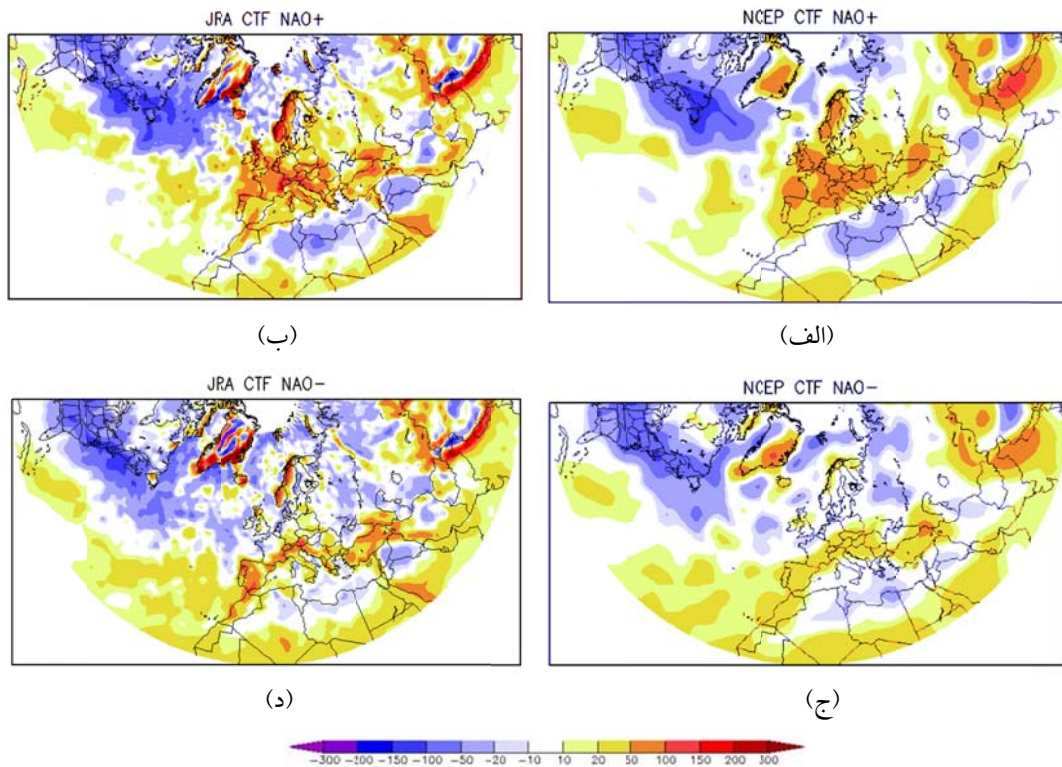 NCEP CTF NAO+
JRA CTF NAO+
(الف)
(ب)
NCEP CTF NAO−
JRA CTF NAO−
(ج)
(د)
−300 −200 −150 −100 −50 −20 −10 10 20 50 100 150 200 300